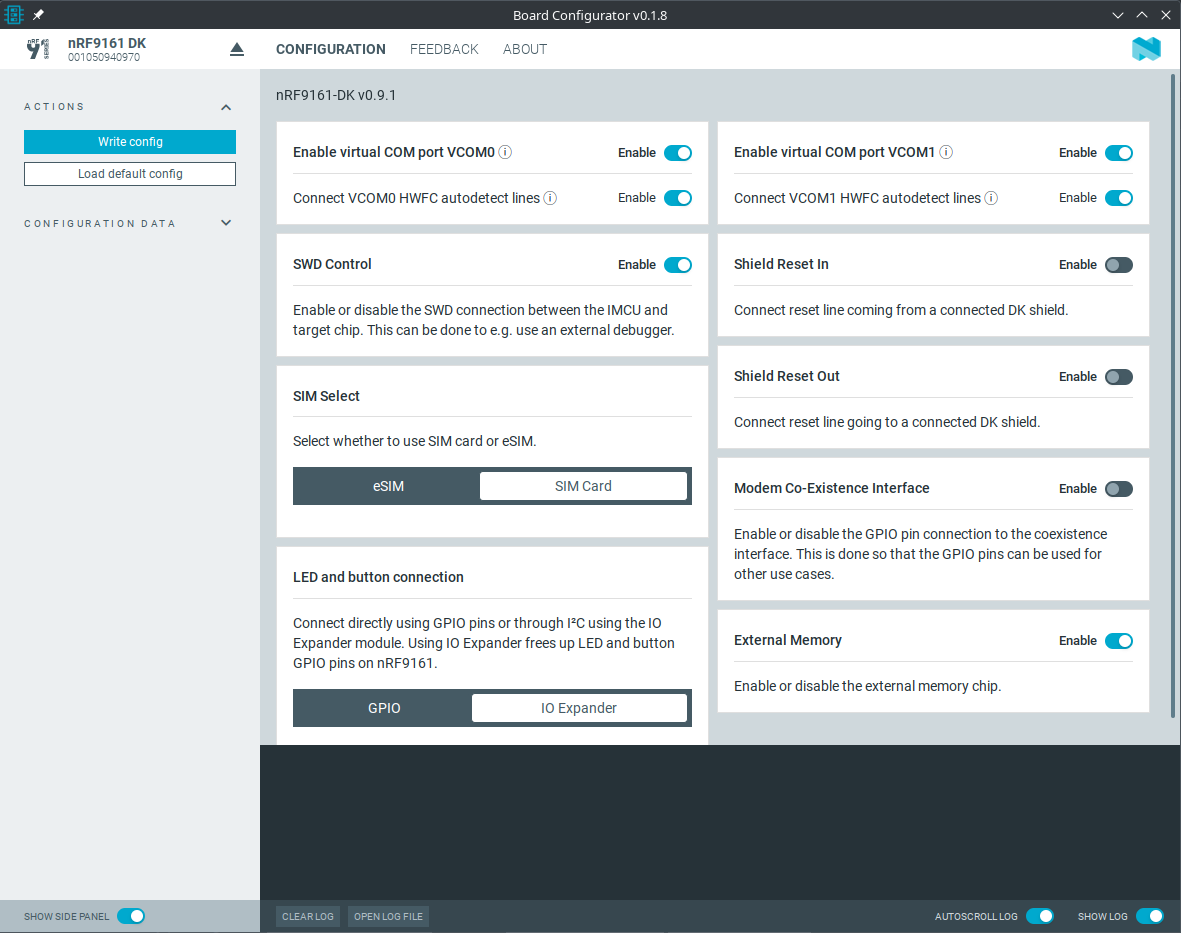 Board Configurator v0.1.8
nRF 91 SERIES
nRF9161 DK
001050940970
CONFIGURATION FEEDBACK ABOUT
ACTIONS
Write config
Load default config
CONFIGURATION DATA
nRF9161-DK v0.9.1
Enable virtual COM port VCOM0 Enable
Connect VCOM0 HWFC autodetect lines Enable
SWD Control Enable
Enable or disable the SWD connection between the IMCU and
target chip. This can be done to e.g. use an external debugger.
SIM Select
Select whether to use SIM card or eSIM.
eSIM SIM Card
LED and button connection
Connect directly using GPIO pins or through I²C using the IO
Expander module. Using IO Expander frees up LED and button
GPIO pins on nRF9161.
GPIO IO Expander
Enable virtual COM port VCOM1 Enable
Connect VCOM1 HWFC autodetect lines Enable
Shield Reset In Enable
Connect reset line coming from a connected DK shield.
Shield Reset Out Enable
Connect reset line going to a connected DK shield.
Modem Co-Existence Interface Enable
Enable or disable the GPIO pin connection to the coexistence
interface. This is done so that the GPIO pins can be used for
other use cases.
External Memory Enable
Enable or disable the external memory chip.
SHOW SIDE PANEL
CLEAR LOG OPEN LOG FILE AUTOSCROLL LOG SHOW LOG